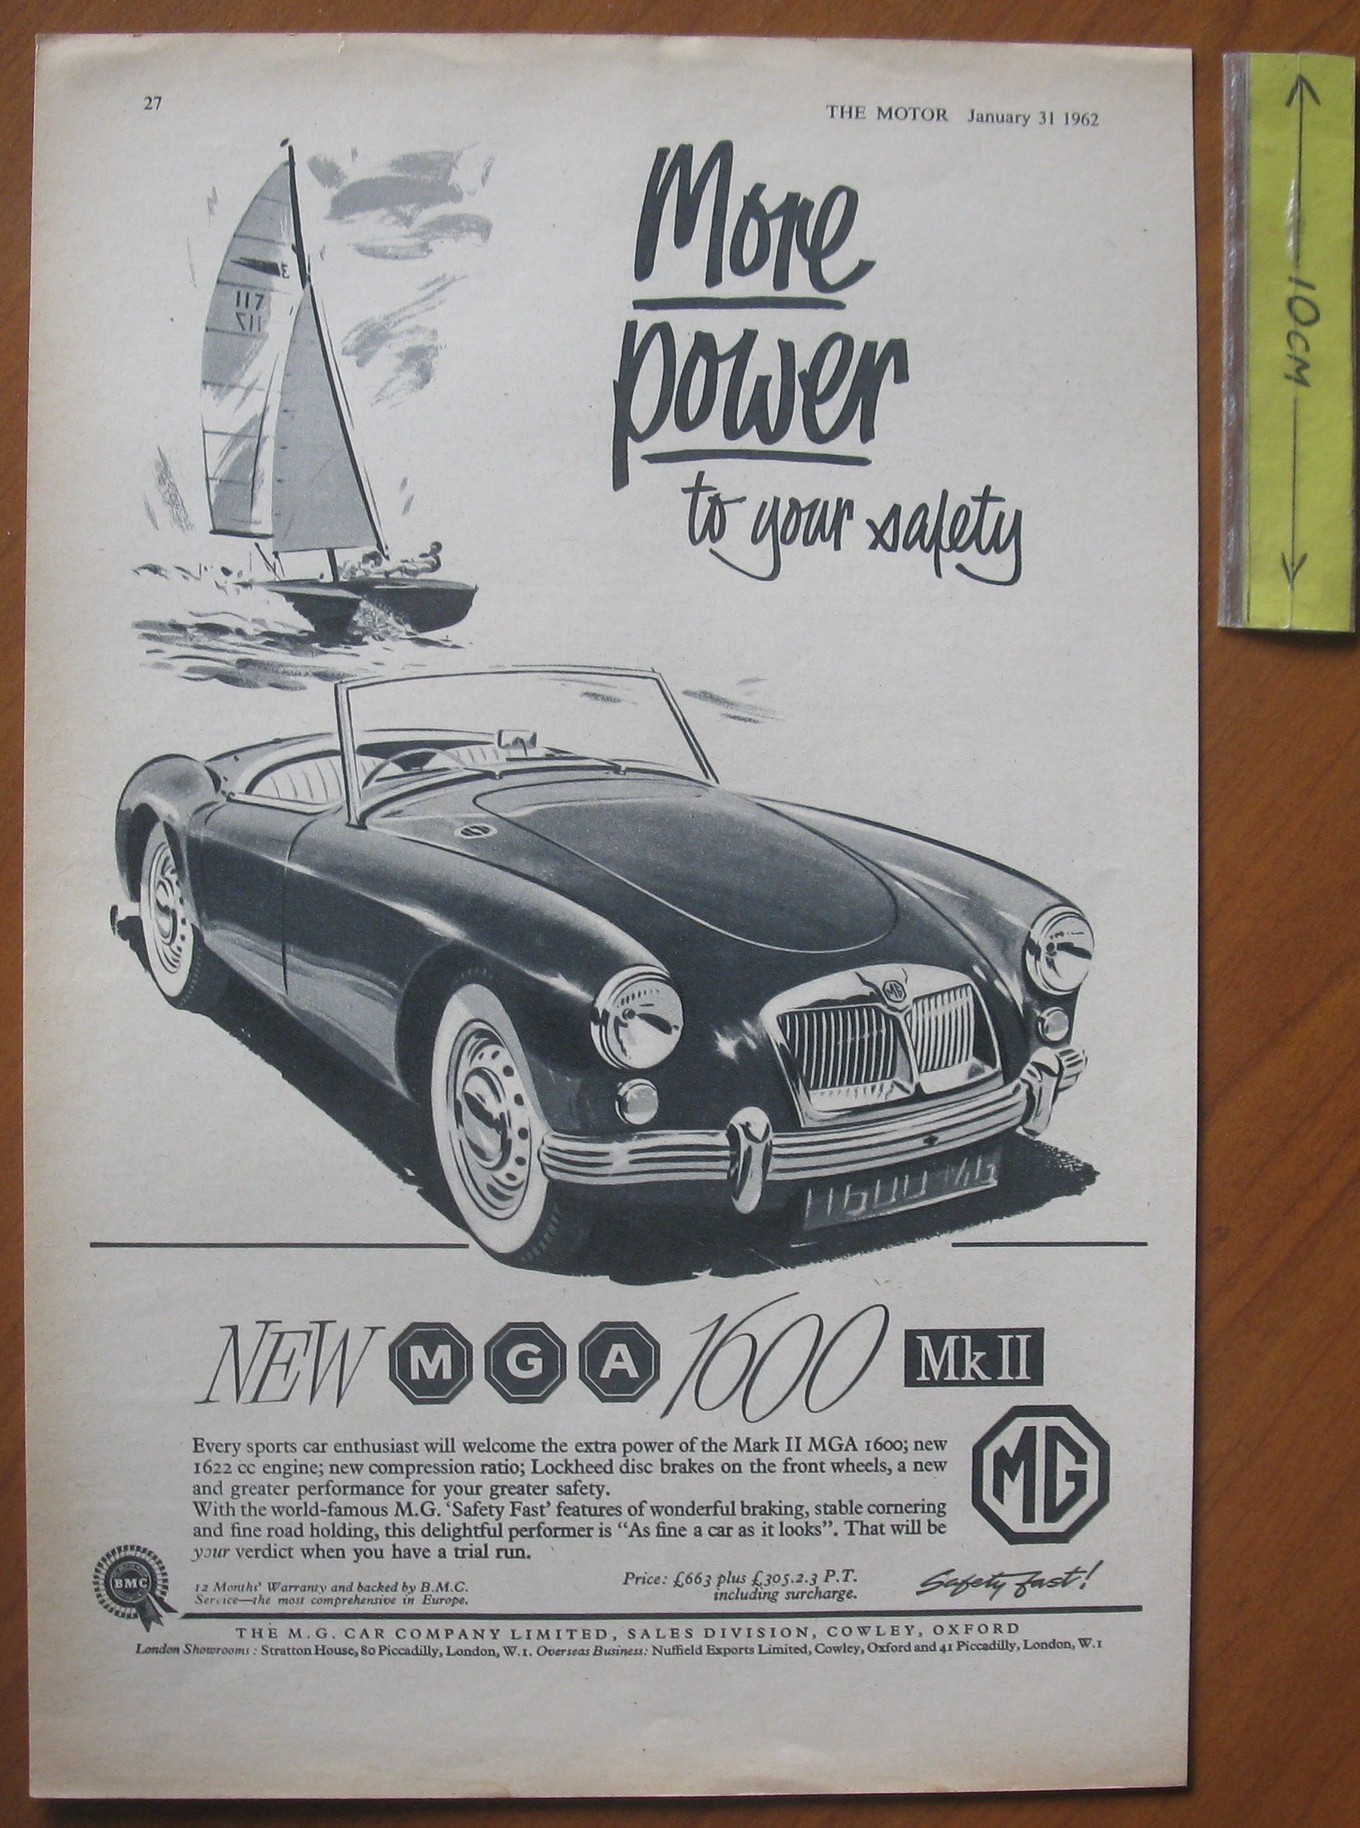 27
THE MOTOR January 31 1962
More
power
to your safety
117
10CM
MG
NEW MGA 1600 MkII
Every sports car enthusiast will welcome the extra power of the Mark II MGA 1600; new
1622 cc engine; new compression ratio; Lockheed disc brakes on the front wheels, a new
and greater performance for your greater safety.
With the world-famous M.G. ‘Safety Fast’ features of wonderful braking, stable cornering
and fine road holding, this delightful performer is “As fine a car as it looks”. That will be
your verdict when you have a trial run.
MG
BMC
12 Months' Warranty and backed by B.M.C.
Service—the most comprehensive in Europe.
Price: £663 plus £305.2.3 P.T.
including surcharge.
Safety fast!
THE M.G. CAR COMPANY LIMITED, SALES DIVISION, COWLEY, OXFORD
London Showrooms: Stratton House, 80 Piccadilly, London, W.1. Overseas Business: Nuffield Exports Limited, Cowley, Oxford and 41 Piccadilly, London, W.1